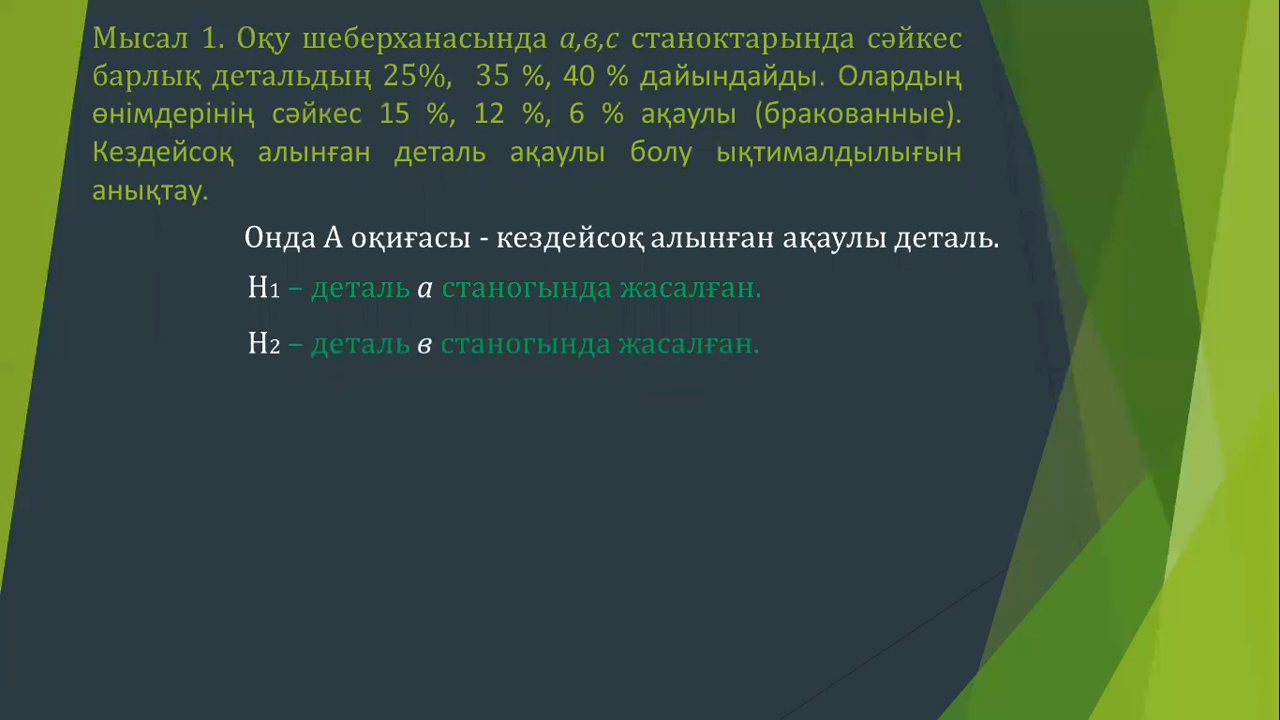 Мысал 1. Оқу шеберханасында а,в,с станоктарында сәйкес
барлық детальдың 25%, 35 %, 40 % дайындайды. Олардың
өнімдерінің сәйкес 15 %, 12 %, 6 % ақаулы (бракованные).
Кездейсоқ алынған деталь ақаулы болу ықтималдылығын
анықтау.
Онда А оқиғасы - кездейсоқ алынған ақаулы деталь.
Н1 – деталь а станогында жасалған.
Н2 – деталь в станогында жасалған.